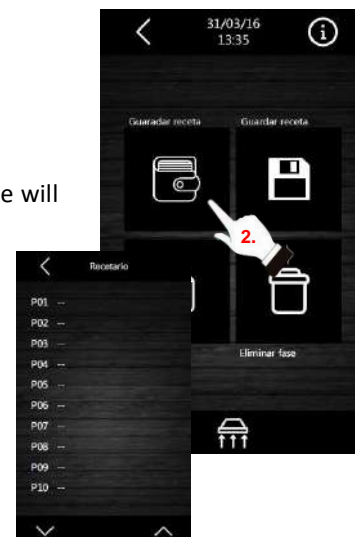 31/03/16
13:35
Guaradar receta
Guardar receta
e will
2.
Recetario
P01 --
P02 --
P03 --
P04 --
P05 --
P06 --
P07 --
P08 --
P09 --
P10 --
Eliminar fase